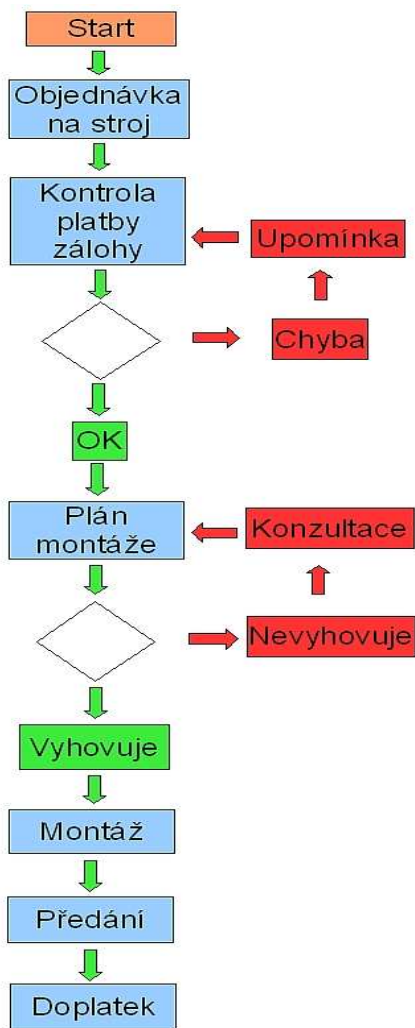 Start
Objednávka
na stroj
Kontrola
platby
zálohy
Upomínka
Chyba
OK
Plán
montáže
Konzultace
Nevyhovuje
Vyhovuje
Montáž
Předání
Doplatek